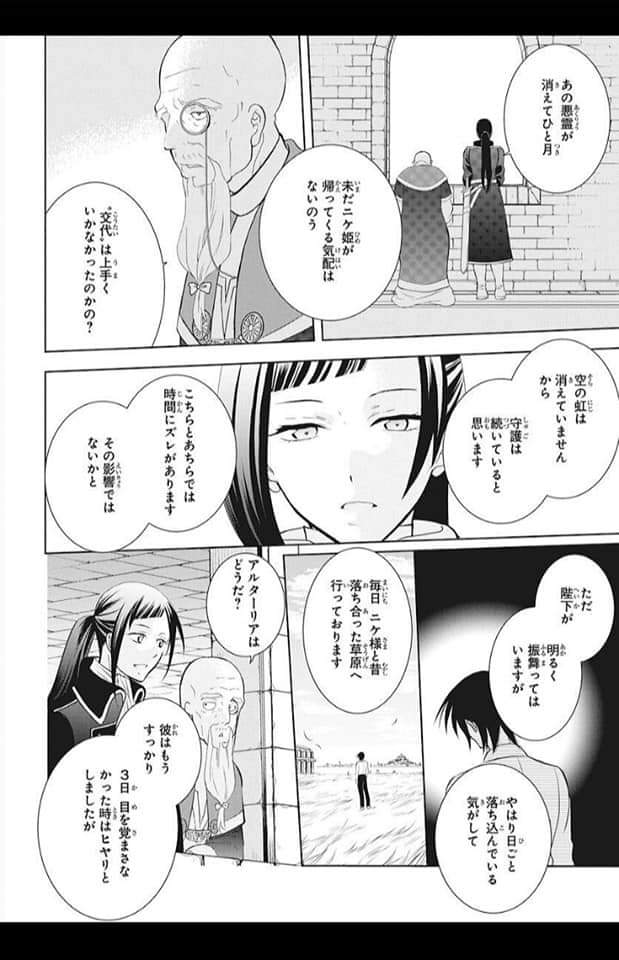 あの悪霊が
消えてひと月
未だニケ姫が
帰ってくる気配は
ないのう
〝交代〟は上手く
いかなかったのかの?
空の虹は
消えていません
から
守護は
続いていると
思います
こちらとあちらでは
時間にズレがあります
その影響では
ないかと
ただ
陛下が
明るく
振舞っては
いますが
やはり日ごと
落ち込んでいる
気がして
毎日 ニケ様と昔
落ち合った草原へ
行っております
アルターリアは
どうだ?
彼はもう
すっかり
3日 目を覚まさな
かった時はヒヤリと
しましたが